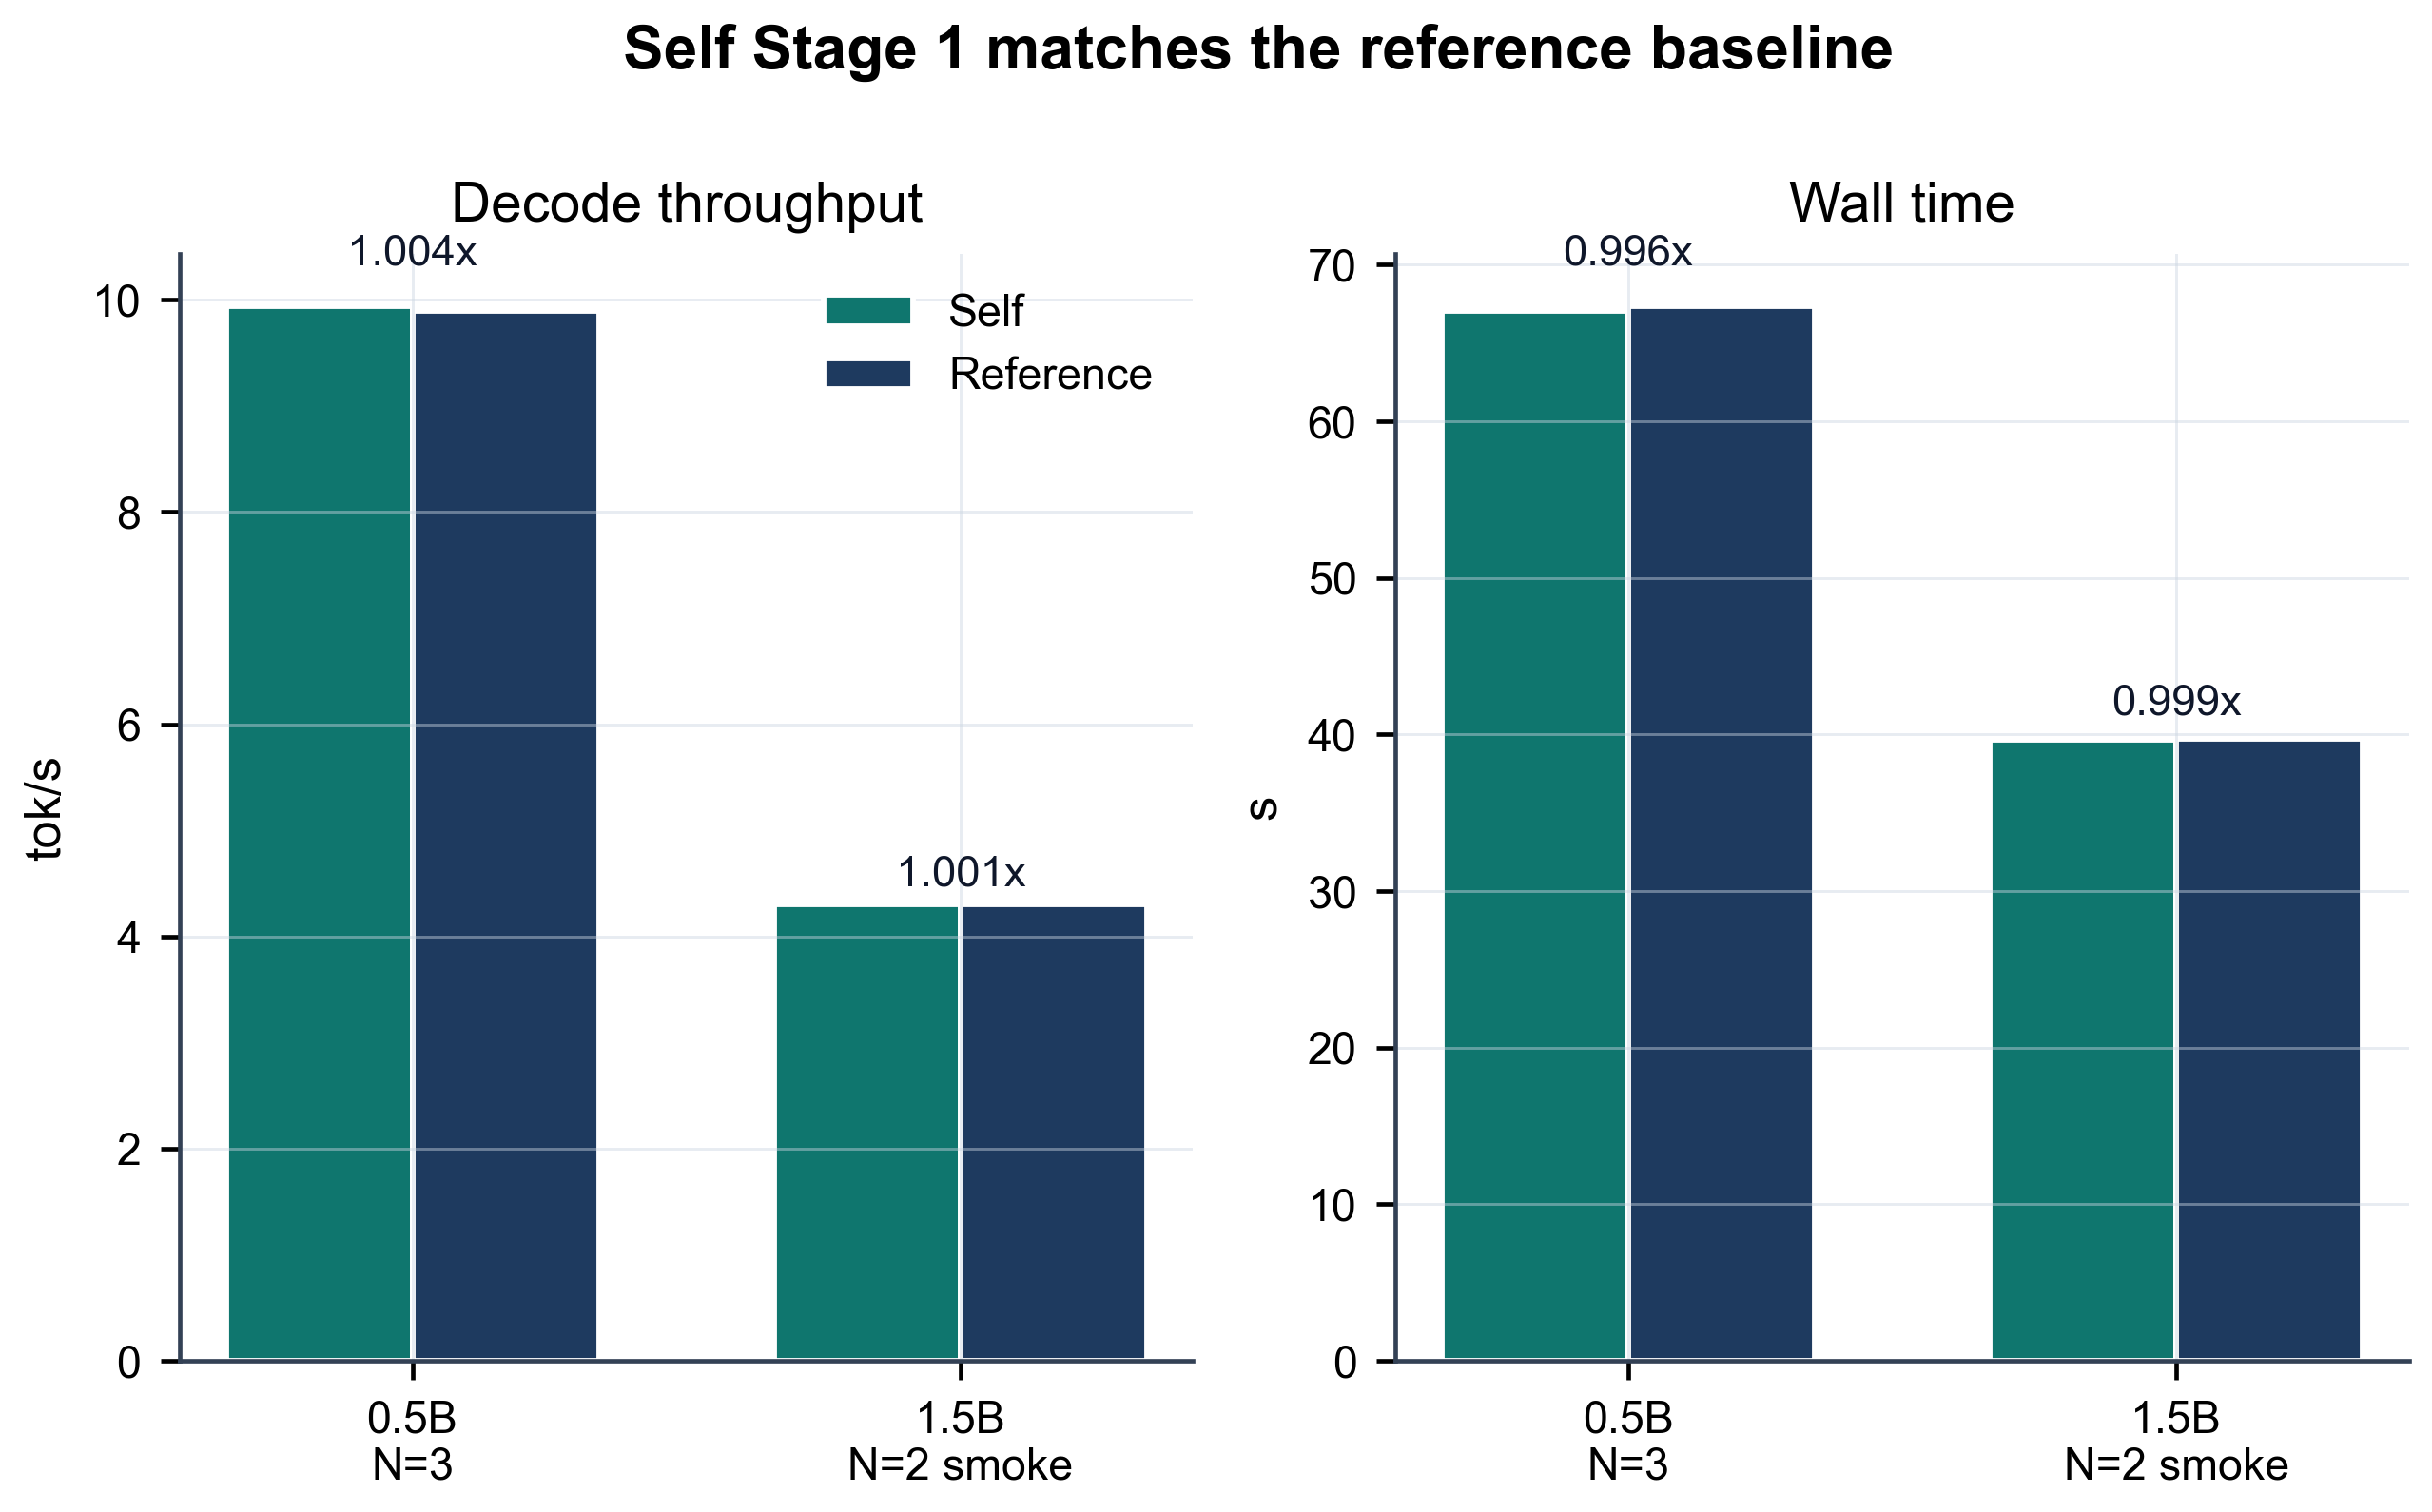 Self Stage 1 matches the reference baseline
Decode throughput
1.004x
10
8
6
4
2
0
tok/s
Self
Reference
1.001x
0.5B
N=3
1.5B
N=2 smoke
Wall time
0.996x
70
60
50
40
30
20
10
0
s
0.999x
0.5B
N=3
1.5B
N=2 smoke